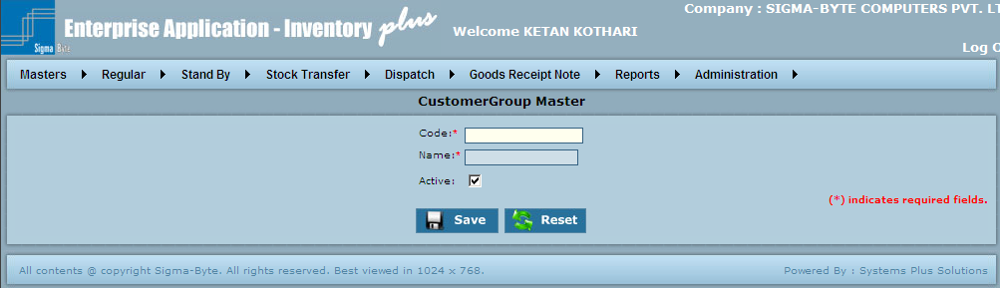 Company : SIGMA-BYTE COMPUTERS PVT.
Enterprise Application - Inventory plus
Welcome KETAN KOTHARI
Sigma Byte
Log
Masters Regular Stand By Stock Transfer Dispatch Goods Receipt Note Reports Administration
CustomerGroup Master
Code:*
Name:*
Active:
(*) indicates required fields.
Save Reset
All contents @ copyright Sigma-Byte. All rights reserved. Best viewed in 1024 x 768. Powered By : Systems Plus Solutions